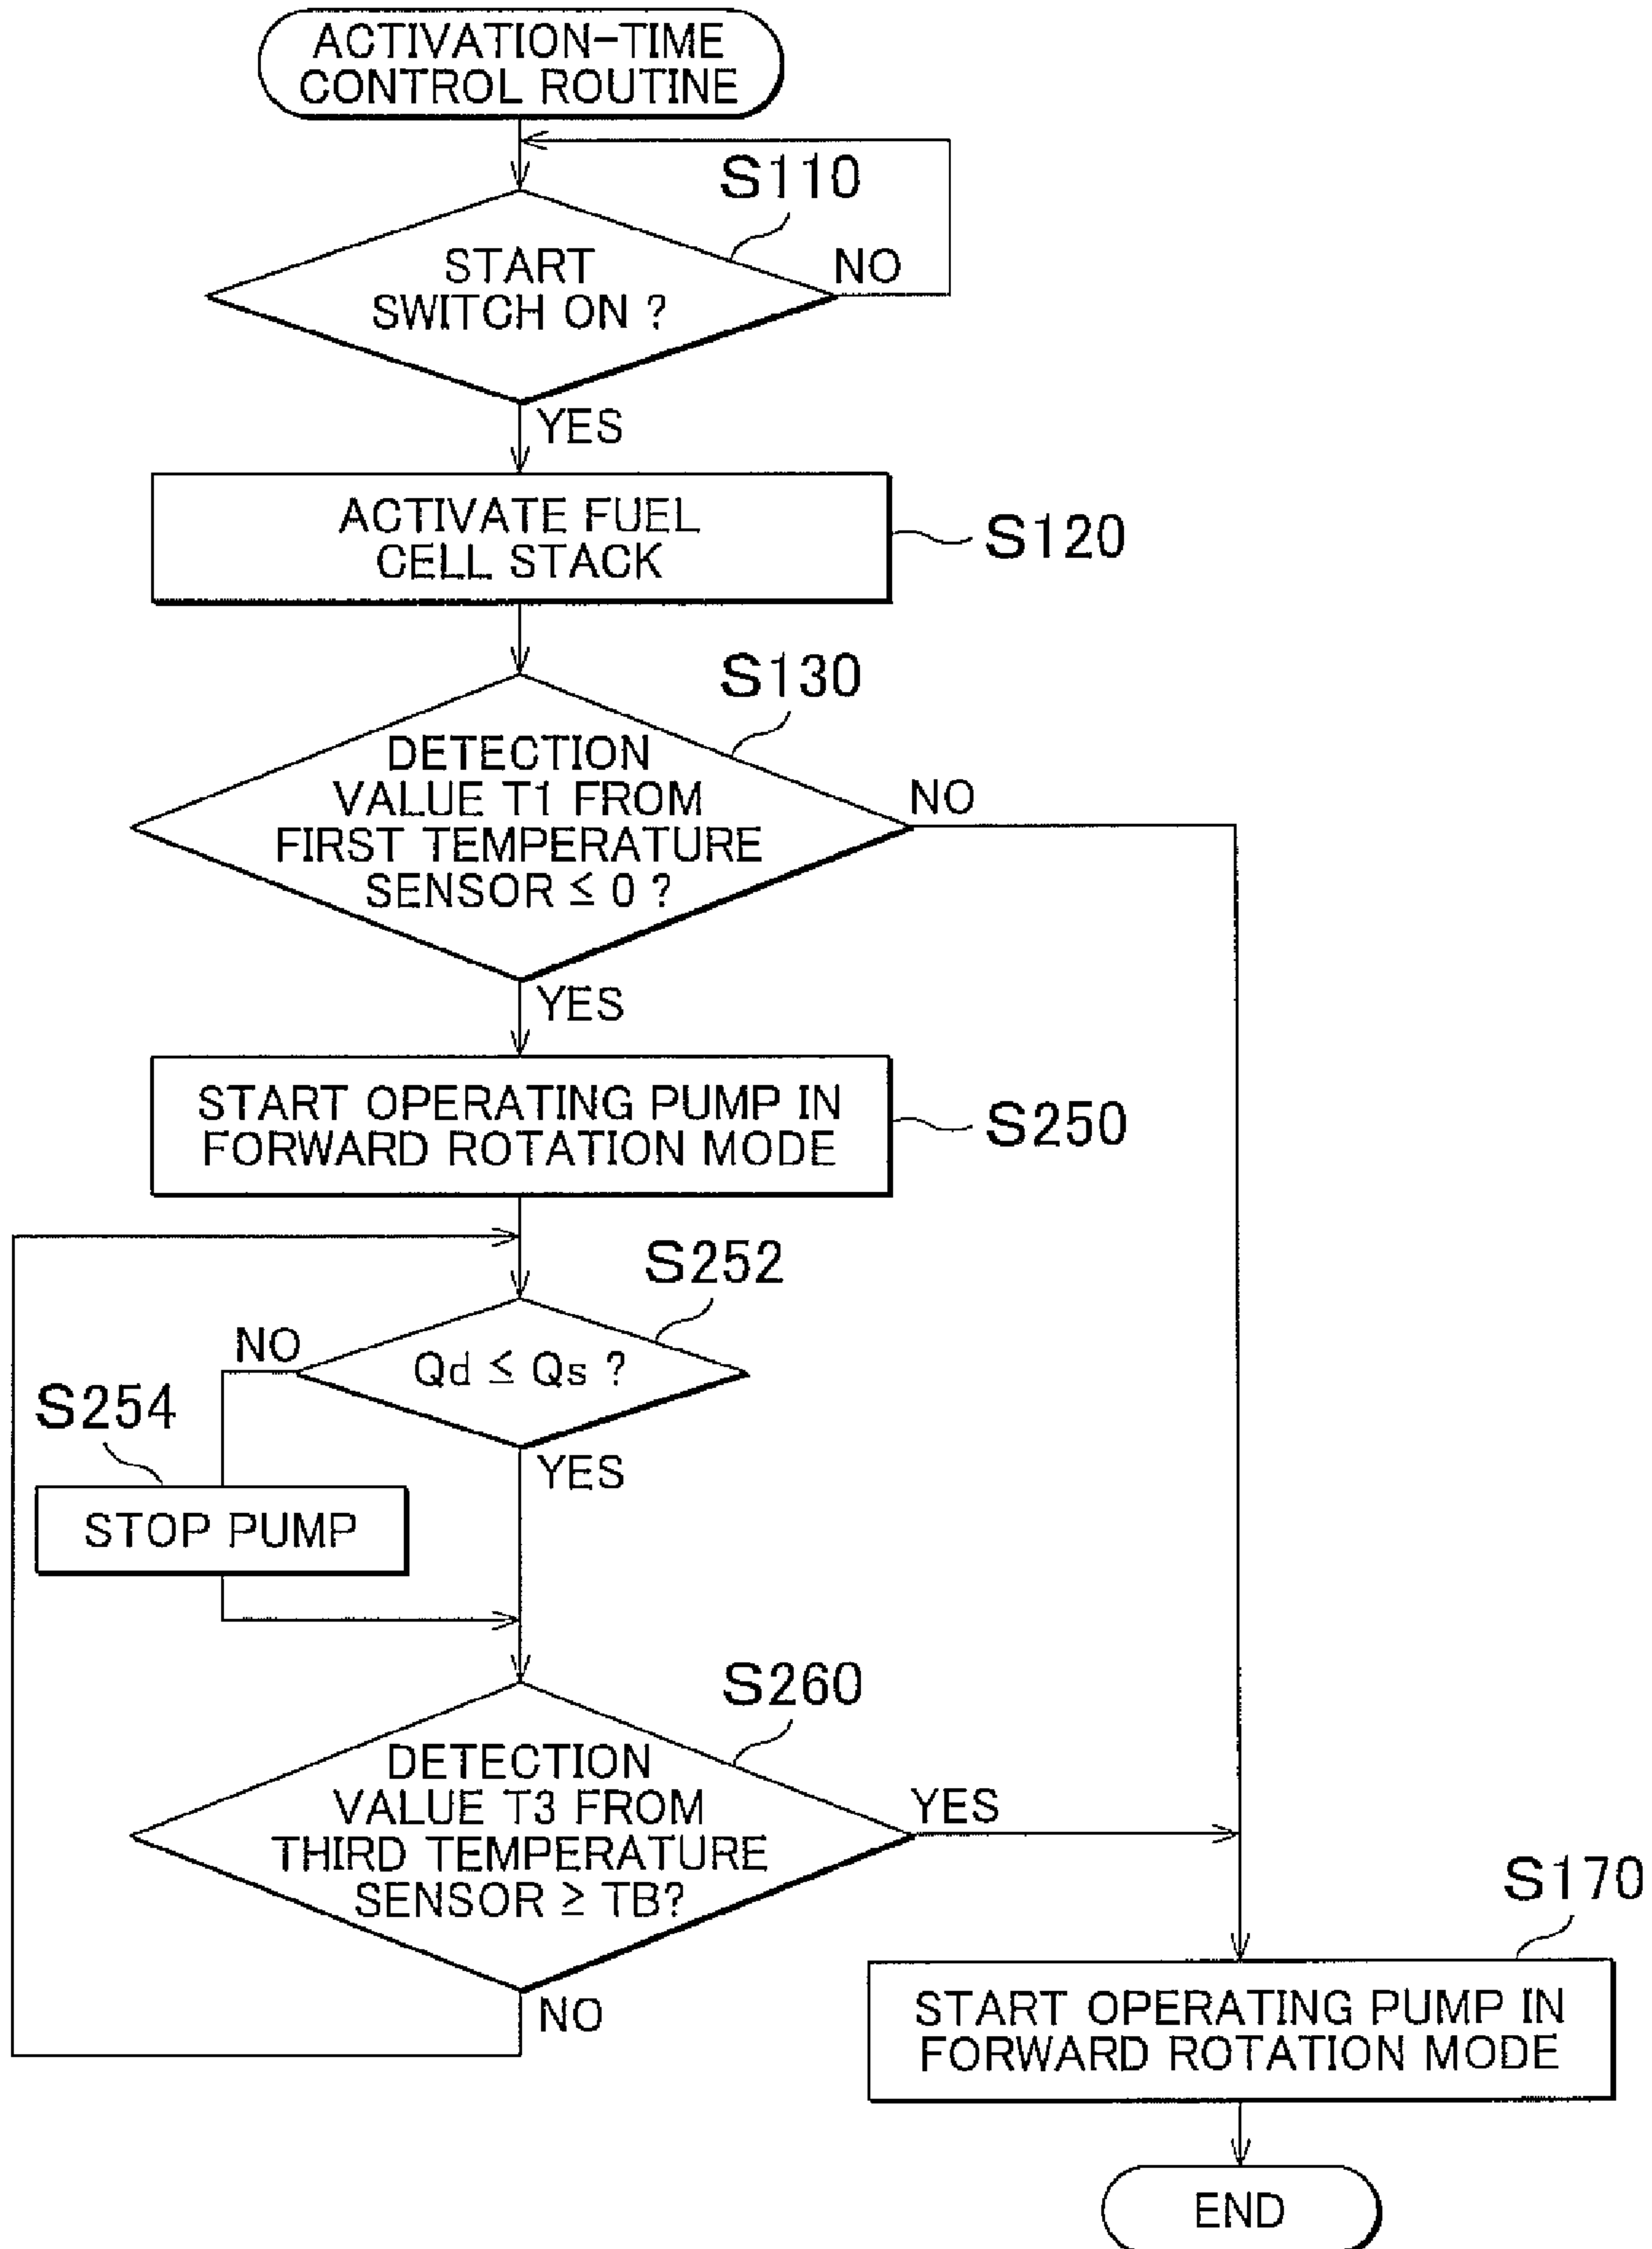 ACTIVATION-TIME
CONTROL ROUTINE
S110
START
SWITCH ON ?
NO
YES
ACTIVATE FUEL
CELL STACK
S120
S130
DETECTION
VALUE T1 FROM
FIRST TEMPERATURE
SENSOR ≤ 0 ?
NO
YES
START OPERATING PUMP IN
FORWARD ROTATION MODE
S250
S252
Qd ≤ Qs ?
NO
YES
S254
STOP PUMP
S260
DETECTION
VALUE T3 FROM
THIRD TEMPERATURE
SENSOR ≥ TB?
YES
NO
S170
START OPERATING PUMP IN
FORWARD ROTATION MODE
END